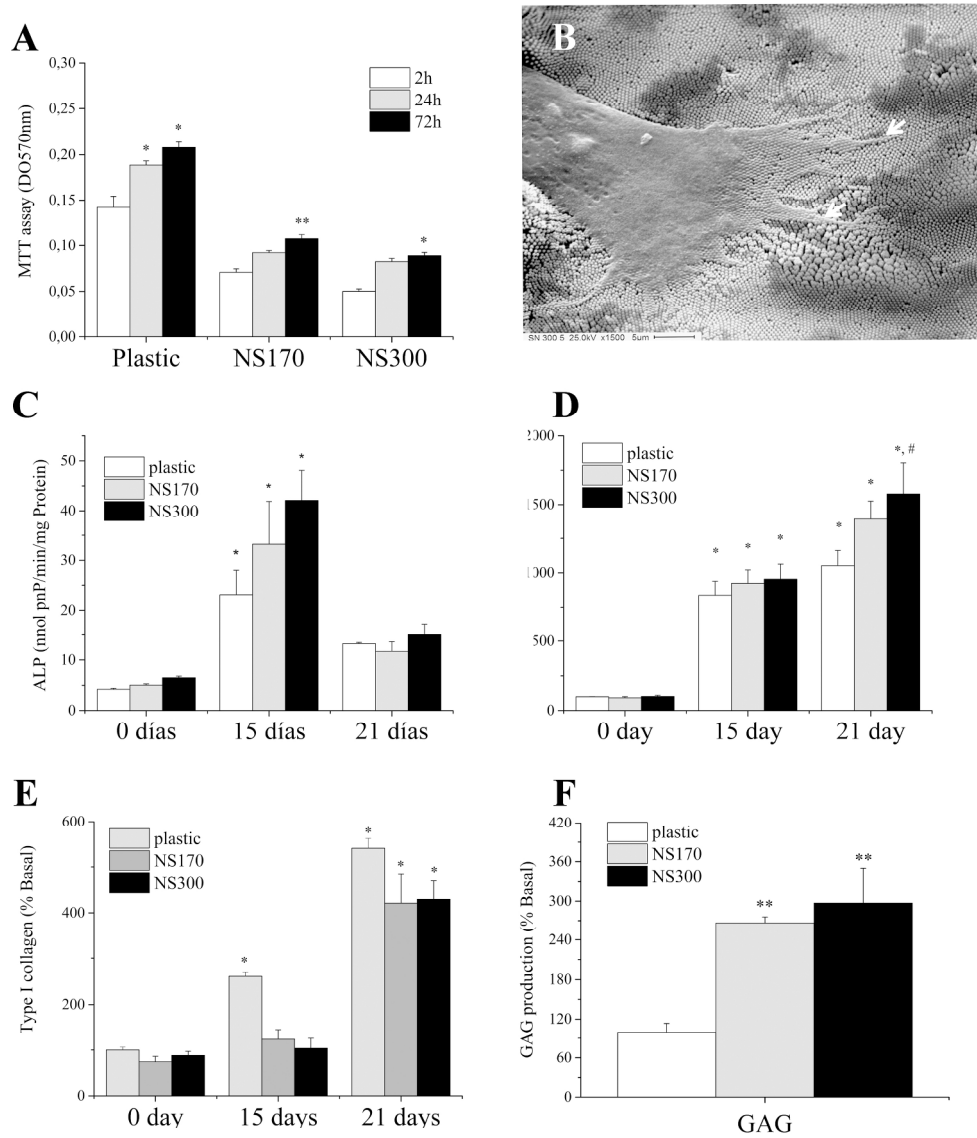 A
MTT assay (DO570nm)
0,30
0,25
0,20
0,15
0,10
0,05
0,00
2h
24h
72h
*
*
**
*
Plastic NS170 NS300
B
SN 300 5 25.0kV x1500 5um
C
ALP (nnol pnP/min/mg Protein)
50
40
30
20
10
0
plastic
NS170
NS300
*
*
*
0 días 15 días 21 días
D
2000
1500
1000
500
0
plastic
NS170
NS300
*
*
*
*
*
*, #
0 day 15 day 21 day
E
Type I collagen (% Basal)
600
400
200
0
plastic
NS170
NS300
*
*
*
*
0 day 15 days 21 days
F
GAG production (% Basal)
420
360
300
240
120
60
0
plastic
NS170
NS300
**
**
GAG